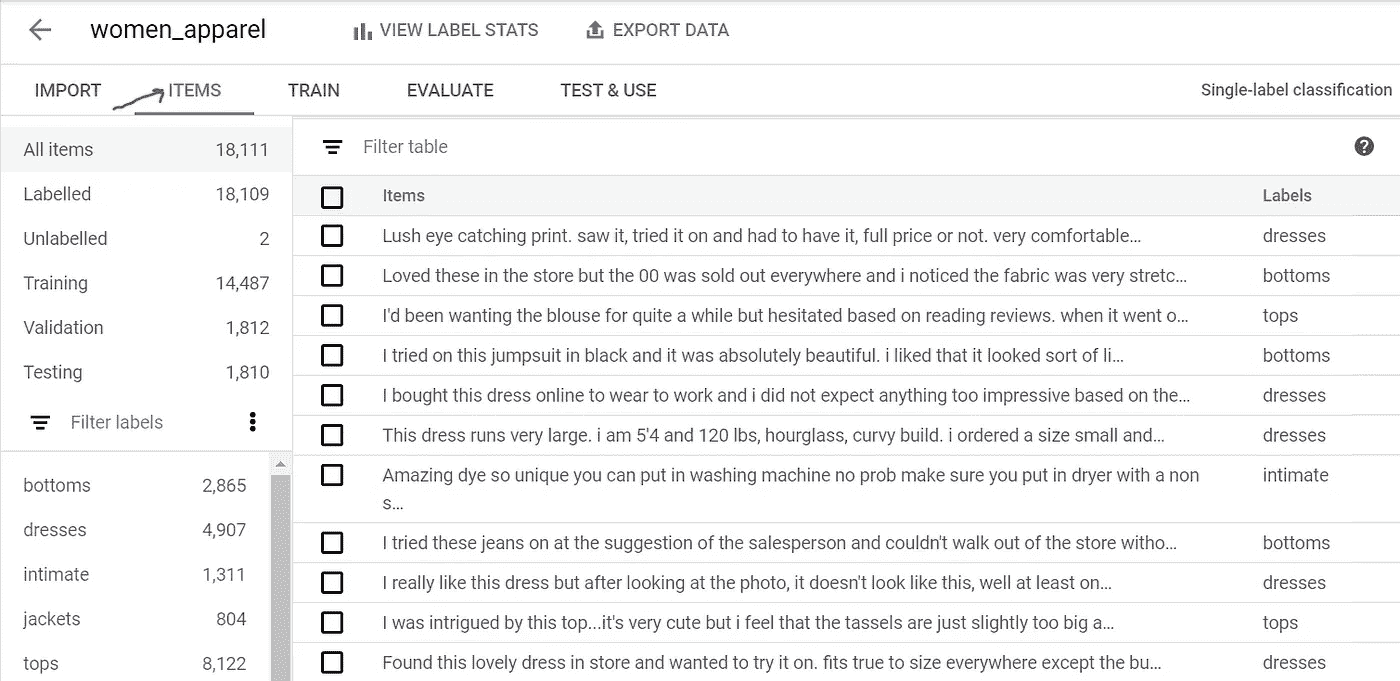 women_apparel VIEW LABEL STATS EXPORT DATA
IMPORT ITEMS TRAIN EVALUATE TEST & USE Single-label classification
All items 18,111
Labelled 18,109
Unlabelled 2
Training 14,487
Validation 1,812
Testing 1,810
Filter labels
bottoms 2,865
dresses 4,907
intimate 1,311
jackets 804
tops 8,122
Filter table ?
Items Labels
Lush eye catching print. saw it, tried it on and had to have it, full price or not. very comfortable… dresses
Loved these in the store but the 00 was sold out everywhere and i noticed the fabric was very stretc… bottoms
I'd been wanting the blouse for quite a while but hesitated based on reading reviews. when it went o… tops
I tried on this jumpsuit in black and it was absolutely beautiful. i liked that it looked sort of li… bottoms
I bought this dress online to wear to work and i did not expect anything too impressive based on the… dresses
This dress runs very large. i am 5'4 and 120 lbs, hourglass, curvy build. i ordered a size small and… dresses
Amazing dye so unique you can put in washing machine no prob make sure you put in dryer with a non intimate
s…
I tried these jeans on at the suggestion of the salesperson and couldn't walk out of the store witho… bottoms
I really like this dress but after looking at the photo, it doesn't look like this, well at least on… dresses
I was intrigued by this top...it's very cute but i feel that the tassels are just slightly too big a… tops
Found this lovely dress in store and wanted to try it on. fits true to size everywhere except the bu… dresses